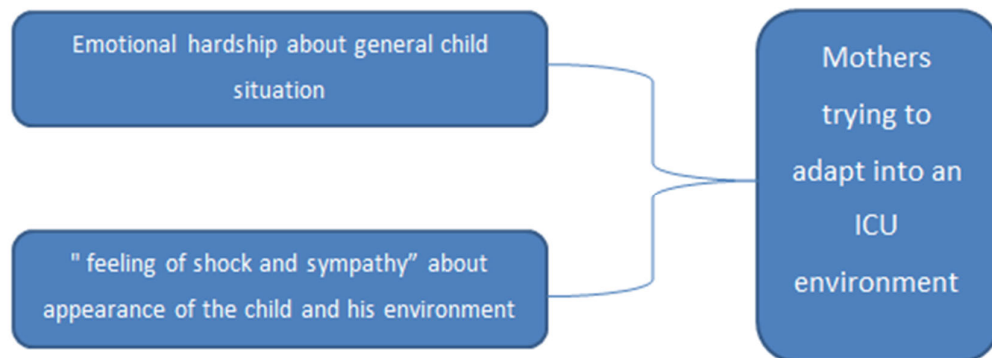 Emotional hardship about general child
situation
" feeling of shock and sympathy” about
appearance of the child and his environment
Mothers
trying to
adapt into an
ICU
environment